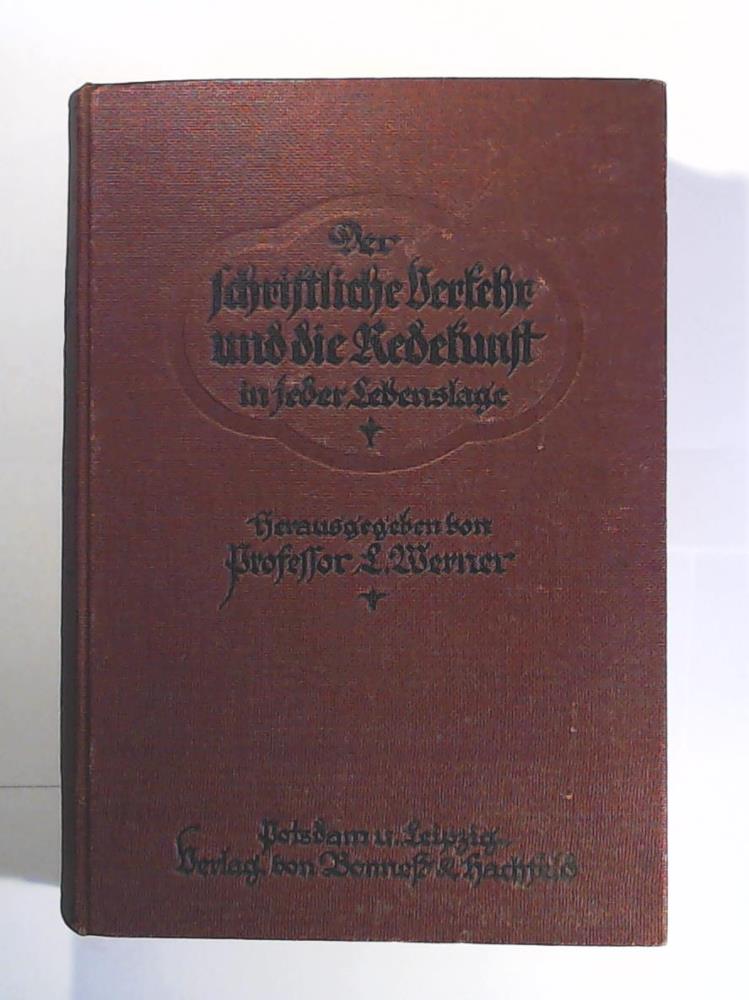 Der
schriftliche Verkehr
und die Redekunst
in jeder Lebenslage
Herausgegeben von
Professor L. Werner
Potsdam u. Leipzig
Verlag von Bonneß & Hachfeld